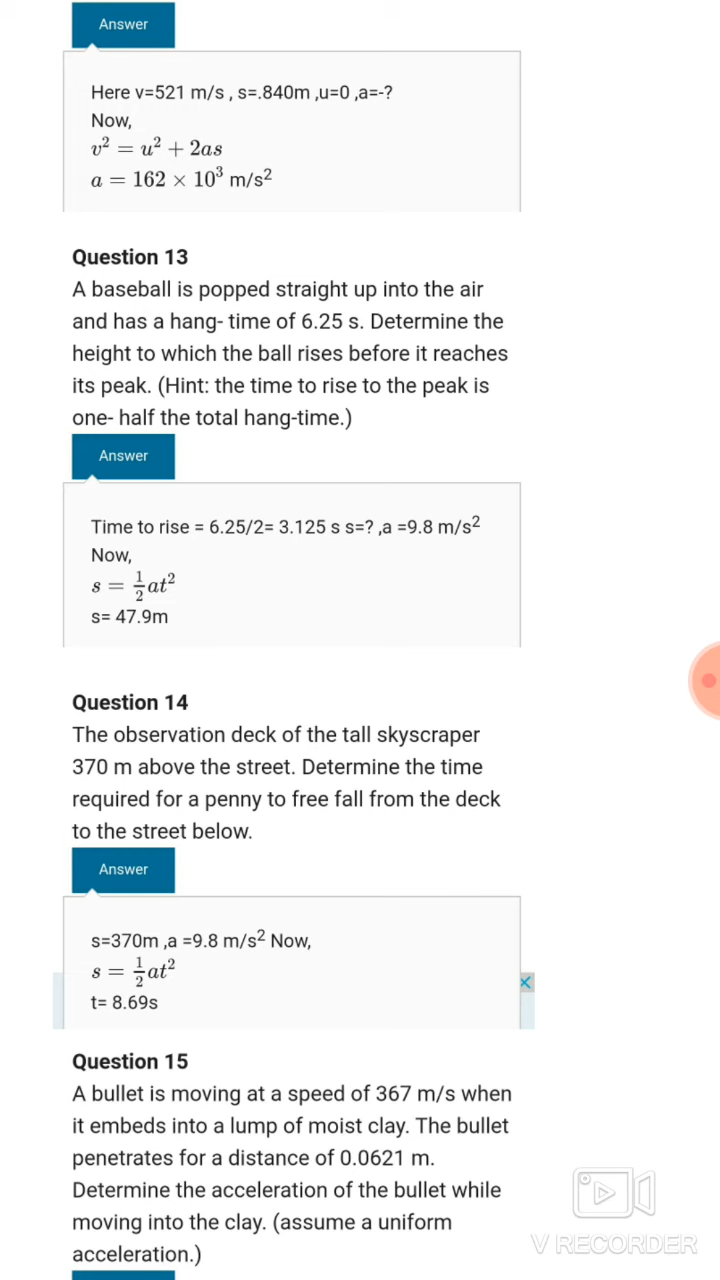 Answer
Here v=521 m/s , s=.840m ,u=0 ,a=-?
Now,
v² = u² + 2as
a = 162 × 10³ m/s²
Question 13
A baseball is popped straight up into the air
and has a hang- time of 6.25 s. Determine the
height to which the ball rises before it reaches
its peak. (Hint: the time to rise to the peak is
one- half the total hang-time.)
Answer
Time to rise = 6.25/2= 3.125 s s=? ,a =9.8 m/s²
Now,
s = ½at²
s= 47.9m
Question 14
The observation deck of the tall skyscraper
370 m above the street. Determine the time
required for a penny to free fall from the deck
to the street below.
Answer
s=370m ,a =9.8 m/s² Now,
s = ½at²
t= 8.69s
Question 15
A bullet is moving at a speed of 367 m/s when
it embeds into a lump of moist clay. The bullet
penetrates for a distance of 0.0621 m.
Determine the acceleration of the bullet while
moving into the clay. (assume a uniform
acceleration.)
V RECORDER